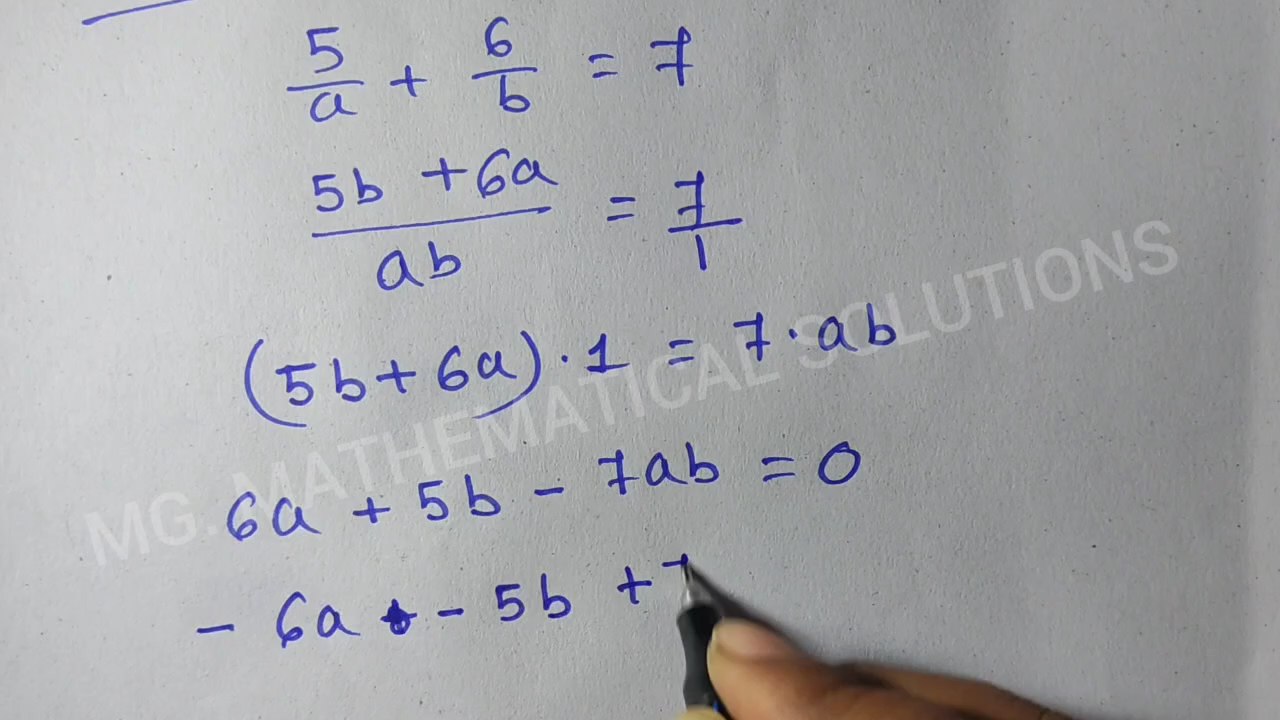 5/a + 6/b = 7
5b + 6a / ab = 7/1
(5b + 6a) · 1 = 7 · ab
6a + 5b - 7ab = 0
- 6a - 5b + 7
MG. MATHEMATICAL SOLUTIONS